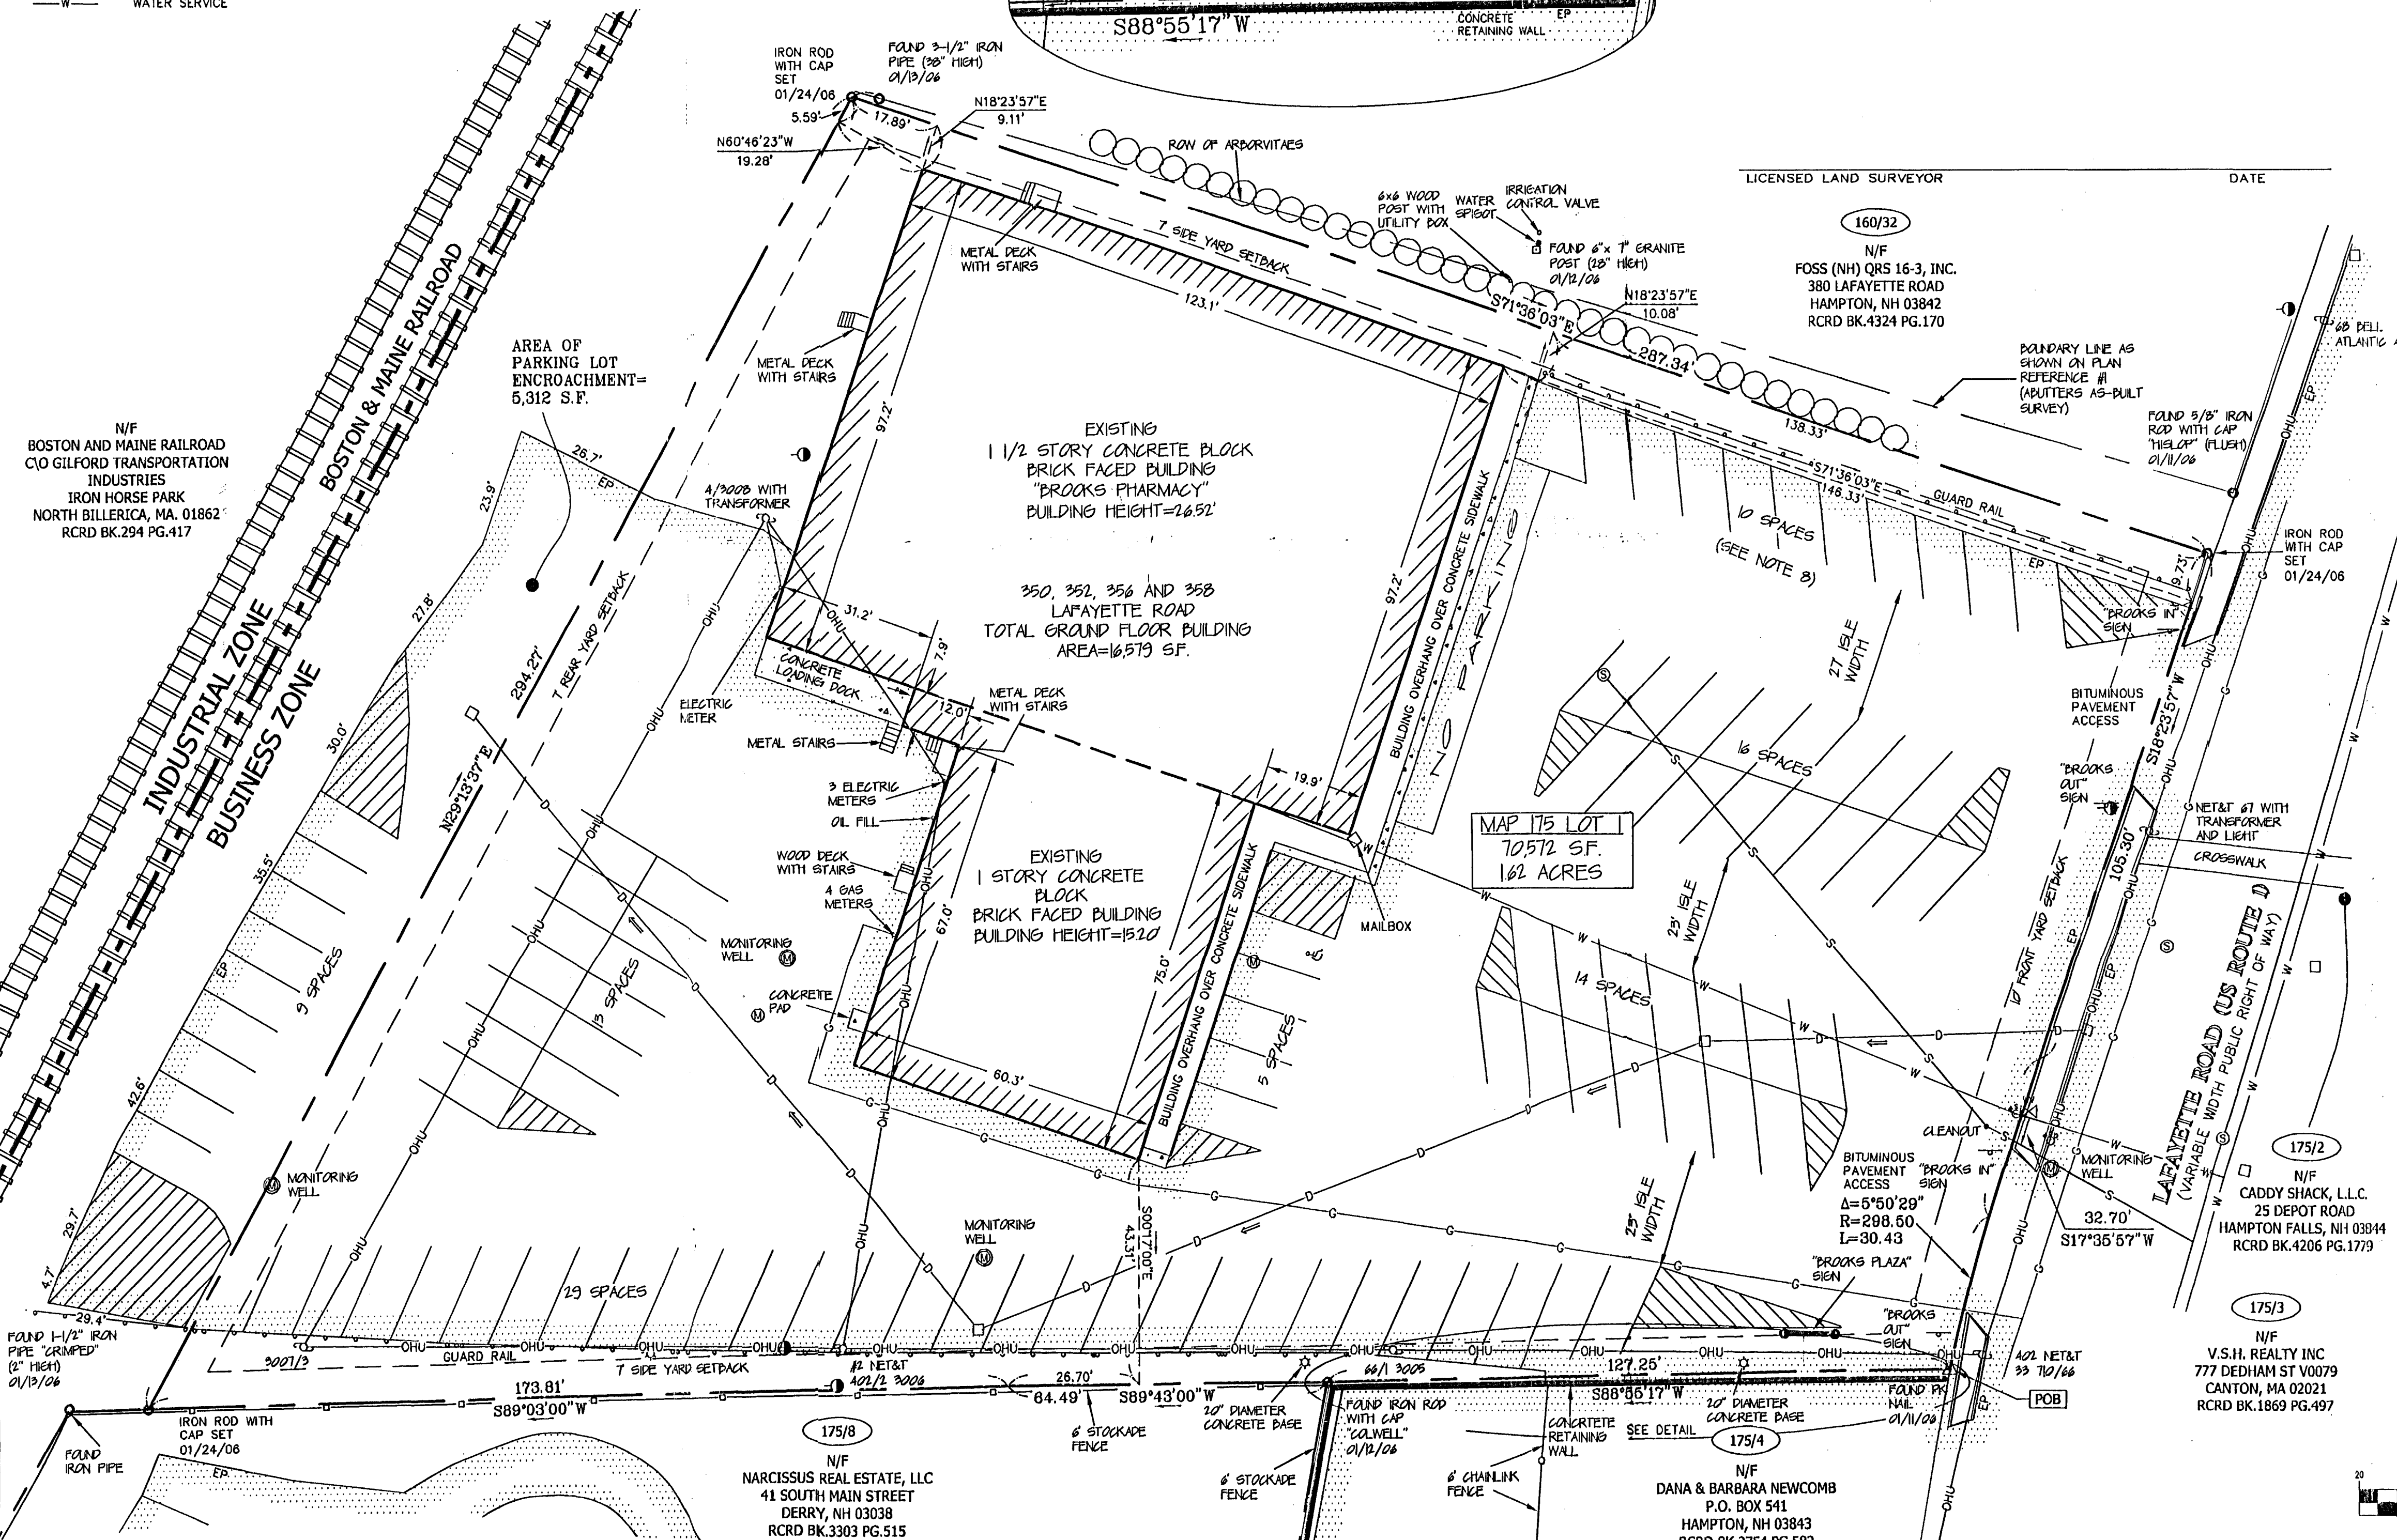 W WATER SERVICE
S88°55'17"W
CONCRETE
RETAINING WALL
EP
IRON ROD
WITH CAP
SET
01/24/06
FOUND 3-1/2" IRON
PIPE (38" HIGH)
01/13/06
5.59'
17.89'
N18°23'57"E
9.11'
N60°46'23"W
19.28'
ROW OF ARBORVITAES
6x6 WOOD
POST WITH
UTILITY BOX
WATER
SPIGOT
IRRIGATION
CONTROL VALVE
FOUND 6"x 7" GRANITE
POST (28" HIGH)
01/12/06
LICENSED LAND SURVEYOR
DATE
160/32
N/F
FOSS (NH) QRS 16-3, INC.
380 LAFAYETTE ROAD
HAMPTON, NH 03842
RCRD BK.4324 PG.170
METAL DECK
WITH STAIRS
7 SIDE YARD SETBACK
123.1'
S71°36'03"E
287.34'
N18°23'57"E
10.08'
BOUNDARY LINE AS
SHOWN ON PLAN
REFERENCE #1
(ABUTTERS AS-BUILT
SURVEY)
FOUND 5/8" IRON
ROD WITH CAP
"HISLOP" (FLUSH)
01/11/06
68 BELL
ATLANTIC
OHU
EP
BOSTON & MAINE RAILROAD
AREA OF
PARKING LOT
ENCROACHMENT=
5,312 S.F.
METAL DECK
WITH STAIRS
97.2'
N/F
BOSTON AND MAINE RAILROAD
C\O GILFORD TRANSPORTATION
INDUSTRIES
IRON HORSE PARK
NORTH BILLERICA, MA. 01862
RCRD BK.294 PG.417
26.7'
EP
23.9'
4/3008 WITH
TRANSFORMER
EXISTING
1 1/2 STORY CONCRETE BLOCK
BRICK FACED BUILDING
"BROOKS PHARMACY"
BUILDING HEIGHT=26.52'
350, 352, 356 AND 358
LAFAYETTE ROAD
TOTAL GROUND FLOOR BUILDING
AREA=16,579 S.F.
97.2'
BUILDING OVERHANG OVER CONCRETE SIDEWALK
NO PARKING
138.33'
S71°36'03"E
146.33'
GUARD RAIL
EP
10 SPACES
(SEE NOTE 8)
IRON ROD
WITH CAP
SET
01/24/06
9.73'
"BROOKS IN"
SIGN
27.8'
INDUSTRIAL ZONE
BUSINESS ZONE
30.0'
294.27'
7 REAR YARD SETBACK
N29°13'37"E
OHU
31.2'
7.9'
CONCRETE
LOADING DOCK
12.0'
METAL DECK
WITH STAIRS
ELECTRIC
METER
METAL STAIRS
3 ELECTRIC
METERS
OIL FILL
WOOD DECK
WITH STAIRS
4 GAS
METERS
19.9'
27 ISLE
WIDTH
16 SPACES
BITUMINOUS
PAVEMENT
ACCESS
S18°23'57"W
"BROOKS
OUT"
SIGN
105.30'
NET&T 67 WITH
TRANSFORMER
AND LIGHT
CROSSWALK
MAP 175 LOT 1
70,572 S.F.
1.62 ACRES
EXISTING
1 STORY CONCRETE
BLOCK
BRICK FACED BUILDING
BUILDING HEIGHT=15.20'
67.0'
75.0'
BUILDING OVERHANG OVER CONCRETE SIDEWALK
MAILBOX
23' ISLE
WIDTH
14 SPACES
10 FRONT YARD SETBACK
LAFAYETTE ROAD (US ROUTE 1)
(VARIABLE WIDTH PUBLIC RIGHT OF WAY)
35.5'
EP
9 SPACES
13 SPACES
MONITORING
WELL
CONCRETE
PAD
60.3'
5 SPACES
42.6'
MONITORING
WELL
29.7'
4.7'
29.4'
29 SPACES
MONITORING
WELL
S00°17'00"E
43.31'
23' ISLE
WIDTH
CLEANOUT
BITUMINOUS
PAVEMENT
ACCESS
"BROOKS IN"
SIGN
Δ=5°50'29"
R=298.50
L=30.43
"BROOKS PLAZA"
SIGN
MONITORING
WELL
32.70'
S17°35'57"W
175/2
N/F
CADDY SHACK, L.L.C.
25 DEPOT ROAD
HAMPTON FALLS, NH 03844
RCRD BK.4206 PG.1779
175/3
N/F
V.S.H. REALTY INC
777 DEDHAM ST V0079
CANTON, MA 02021
RCRD BK.1869 PG.497
"BROOKS
OUT"
SIGN
A02 NET&T
33 710/66
POB
FOUND 1-1/2" IRON
PIPE "CRIMPED"
(2" HIGH)
01/13/06
3007/3
GUARD RAIL
7 SIDE YARD SETBACK
#2 NET&T
A02/2 3006
173.81'
S89°03'00"W
26.70'
64.49'
S89°43'00"W
66/1 3005
127.25'
S88°55'17"W
FOUND PK
NAIL
01/11/06
IRON ROD WITH
CAP SET
01/24/06
FOUND
IRON PIPE
EP
175/8
N/F
NARCISSUS REAL ESTATE, LLC
41 SOUTH MAIN STREET
DERRY, NH 03038
RCRD BK.3303 PG.515
6' STOCKADE
FENCE
20" DIAMETER
CONCRETE BASE
FOUND IRON ROD
WITH CAP
"COLWELL"
01/12/06
6' STOCKADE
FENCE
6' CHAINLINK
FENCE
CONCRTETE
RETAINING
WALL
20" DIAMETER
CONCRETE BASE
SEE DETAIL
175/4
N/F
DANA & BARBARA NEWCOMB
P.O. BOX 541
HAMPTON, NH 03843
20